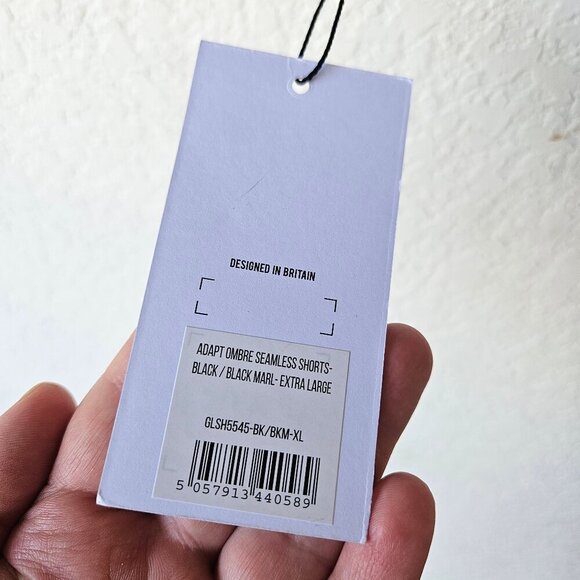 DESIGNED IN BRITAIN
ADAPT OMBRE SEAMLESS SHORTS-
BLACK / BLACK MARL- EXTRA LARGE
GLSH5545-BK/BKM-XL
5 057913 440589